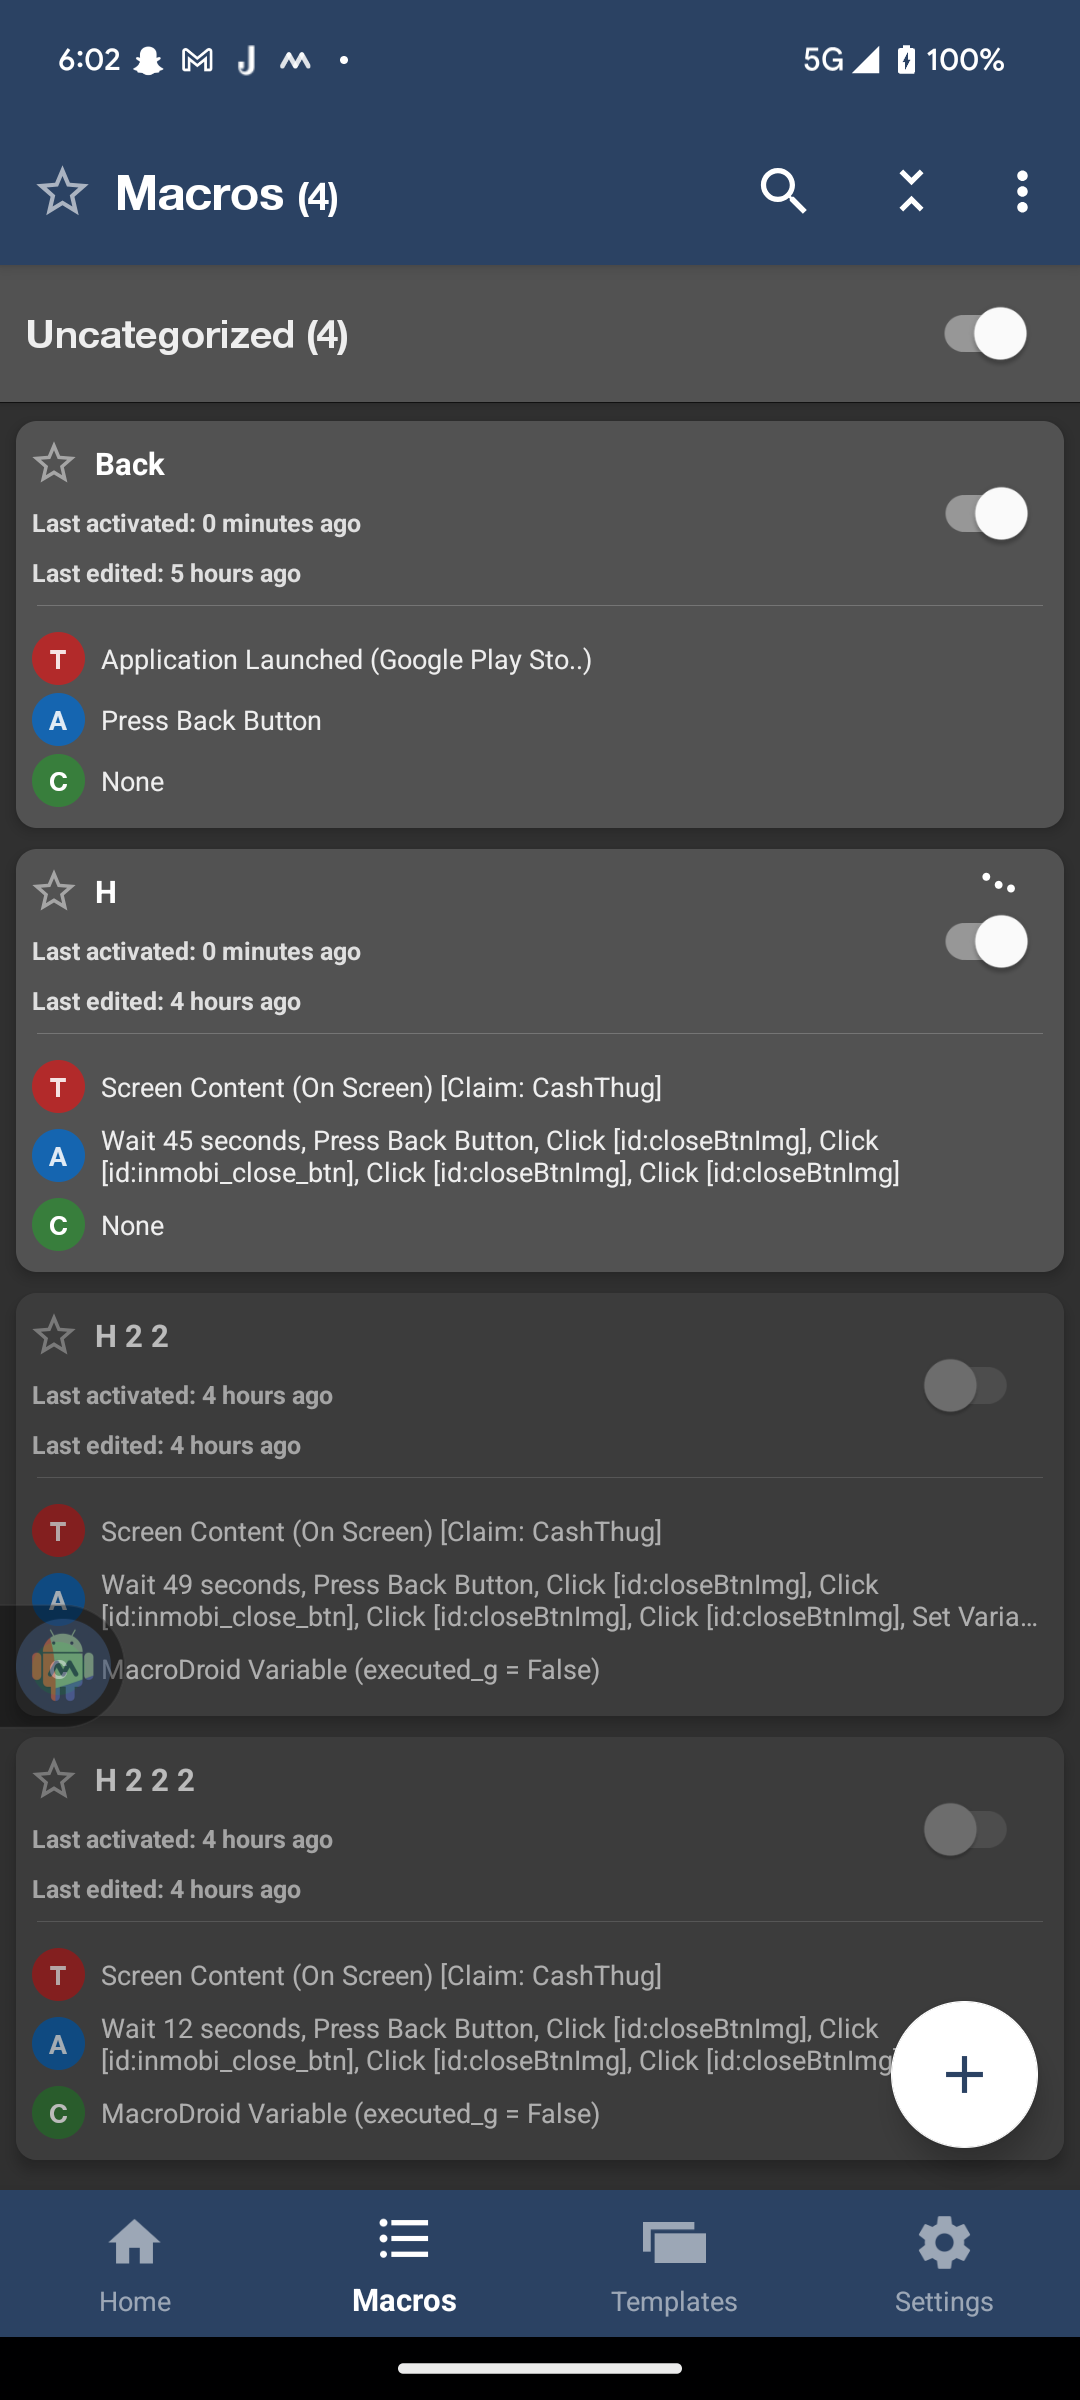 6:02
5G 100%
Macros (4)
Uncategorized (4)
Back
Last activated: 0 minutes ago
Last edited: 5 hours ago
T Application Launched (Google Play Sto..)
A Press Back Button
C None
H
Last activated: 0 minutes ago
Last edited: 4 hours ago
T Screen Content (On Screen) [Claim: CashThug]
A Wait 45 seconds, Press Back Button, Click [id:closeBtnImg], Click
[id:inmobi_close_btn], Click [id:closeBtnImg], Click [id:closeBtnImg]
C None
H 2 2
Last activated: 4 hours ago
Last edited: 4 hours ago
T Screen Content (On Screen) [Claim: CashThug]
A Wait 49 seconds, Press Back Button, Click [id:closeBtnImg], Click
[id:inmobi_close_btn], Click [id:closeBtnImg], Click [id:closeBtnImg], Set Varia...
C MacroDroid Variable (executed_g = False)
H 2 2 2
Last activated: 4 hours ago
Last edited: 4 hours ago
T Screen Content (On Screen) [Claim: CashThug]
A Wait 12 seconds, Press Back Button, Click [id:closeBtnImg], Click
[id:inmobi_close_btn], Click [id:closeBtnImg], Click [id:closeBtnImg
C MacroDroid Variable (executed_g = False)
Home Macros Templates Settings